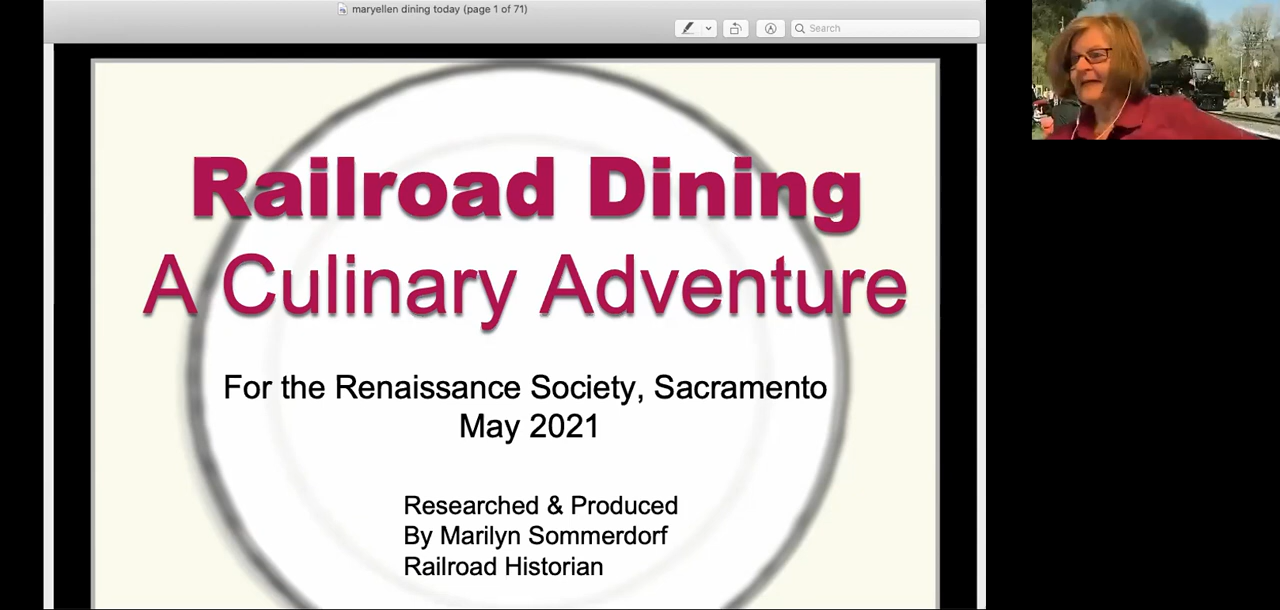 maryellen dining today (page 1 of 71)
Search
Railroad Dining
A Culinary Adventure
For the Renaissance Society, Sacramento
May 2021
Researched & Produced
By Marilyn Sommerdorf
Railroad Historian